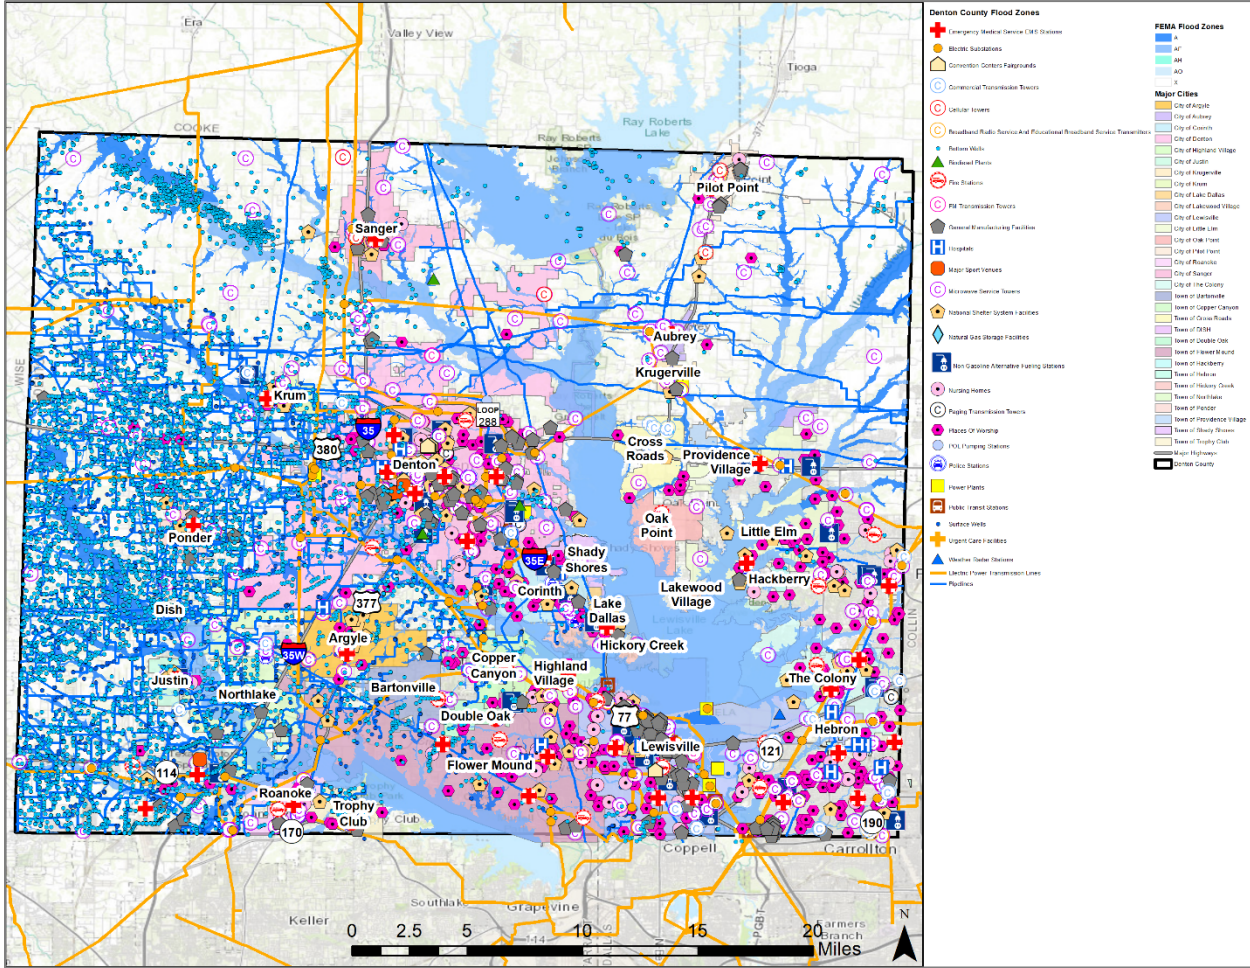 Era
Valley View
Tioga
COOKE
Ray Roberts
Lake
Pilot Point
Sanger
WISE
Aubrey
Krugerville
Krum
LOOP
288
35
380
Cross
Roads
Providence
Village
Denton
Oak
Point
Little Elm
Ponder
35E
Shady
Shores
Hackberry
Corinth
Lakewood
Village
Dish
377
Lake
Dallas
Lewisville
Lake
COLLIN
Argyle
Hickory Creek
35W
Copper
Canyon
Highland
Village
The Colony
Justin
Bartonville
Northlake
Double Oak
77
Hebron
Lewisville
121
Flower Mound
114
Roanoke
Trophy
Club
170
190
Coppell
Carrollton
Southlake
Grapevine
Keller
Farmers
Branch
PGBT
DALLAS
114
N
0 2.5 5 10 15 20
Miles
Denton County Flood Zones
Emergency Medical Service EMS Stations
Electric Substations
Convention Centers Fairgrounds
Commercial Transmission Towers
Cellular Towers
Broadband Radio Service And Educational Broadband Service Transmitters
Bottom Wells
Biodiesel Plants
Fire Stations
FM Transmission Towers
General Manufacturing Facilities
Hospitals
Major Sport Venues
Microwave Service Towers
National Shelter System Facilities
Natural Gas Storage Facilities
Non Gasoline Alternative Fueling Stations
Nursing Homes
Paging Transmission Towers
Places Of Worship
POL Pumping Stations
Police Stations
Power Plants
Public Transit Stations
Surface Wells
Urgent Care Facilities
Weather Radar Stations
Electric Power Transmission Lines
Pipelines
FEMA Flood Zones
A
AE
AH
AO
X
Major Cities
City of Argyle
City of Aubrey
City of Corinth
City of Denton
City of Highland Village
City of Justin
City of Krugerville
City of Krum
City of Lake Dallas
City of Lakewood Village
City of Lewisville
City of Little Elm
City of Oak Point
City of Pilot Point
City of Roanoke
City of Sanger
City of The Colony
Town of Bartonville
Town of Copper Canyon
Town of Cross Roads
Town of DISH
Town of Double Oak
Town of Flower Mound
Town of Hackberry
Town of Hebron
Town of Hickory Creek
Town of Northlake
Town of Ponder
Town of Providence Village
Town of Shady Shores
Town of Trophy Club
Major Highways
Denton County